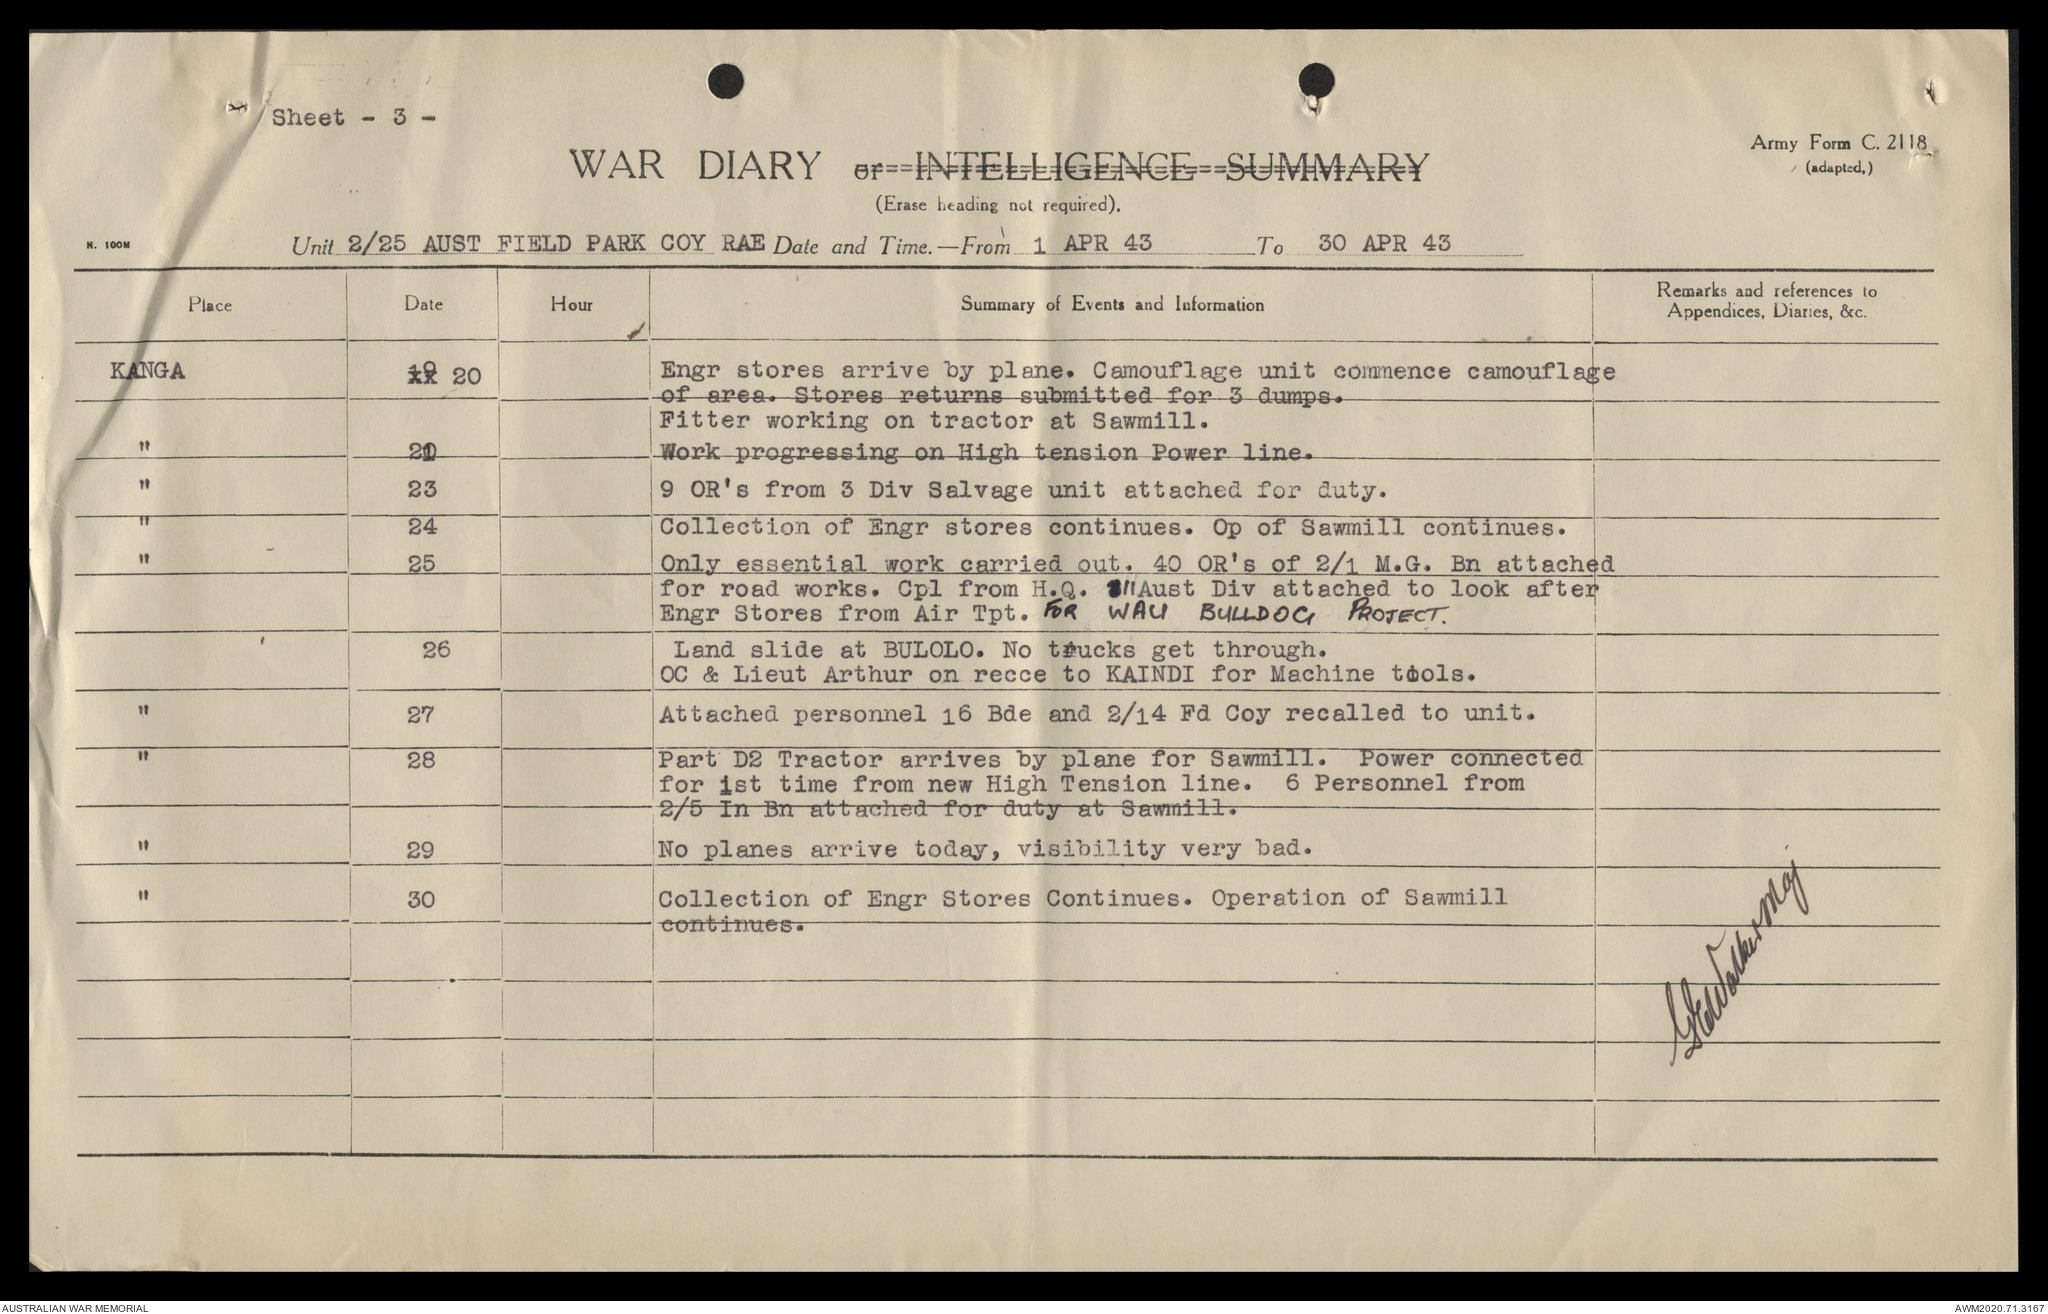 Sheet - 3 -
Army Form C. 2118
(adapted.)
WAR DIARY or INTELLIGENCE SUMMARY
(Erase heading not required).
M. 100M
Unit 2/25 AUST FIELD PARK COY RAE Date and Time.—From 1 APR 43 To 30 APR 43
Place Date Hour Summary of Events and Information Remarks and references to
Appendices, Diaries, &c.
KANGA 20 Engr stores arrive by plane. Camouflage unit commence camouflage
of area. Stores returns submitted for 3 dumps.
Fitter working on tractor at Sawmill.
" 21 Work progressing on High tension Power line.
" 23 9 OR's from 3 Div Salvage unit attached for duty.
" 24 Collection of Engr stores continues. Op of Sawmill continues.
" 25 Only essential work carried out. 40 OR's of 2/1 M.G. Bn attached
for road works. Cpl from H.Q. 11 Aust Div attached to look after
Engr Stores from Air Tpt. FOR WAU BULLDOG PROJECT.
26 Land slide at BULOLO. No trucks get through.
OC & Lieut Arthur on recce to KAINDI for Machine tools.
" 27 Attached personnel 16 Bde and 2/14 Fd Coy recalled to unit.
" 28 Part D2 Tractor arrives by plane for Sawmill. Power connected
for 1st time from new High Tension line. 6 Personnel from
2/5 In Bn attached for duty at Sawmill.
" 29 No planes arrive today, visibility very bad.
" 30 Collection of Engr Stores Continues. Operation of Sawmill
continues.
Walker Maj
AUSTRALIAN WAR MEMORIAL
AWM2020.71.3167